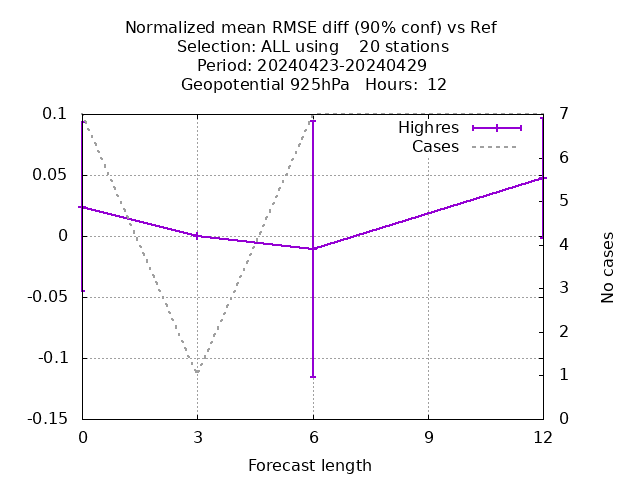 Normalized mean RMSE diff (90% conf) vs Ref
Selection: ALL using    20 stations
Period: 20240423-20240429
Geopotential 925hPa   Hours:  12
0.1
0.05
0
-0.05
-0.1
-0.15
Highres
Cases
7
6
5
4
3
2
1
0
No cases
0 3 6 9 12
Forecast length